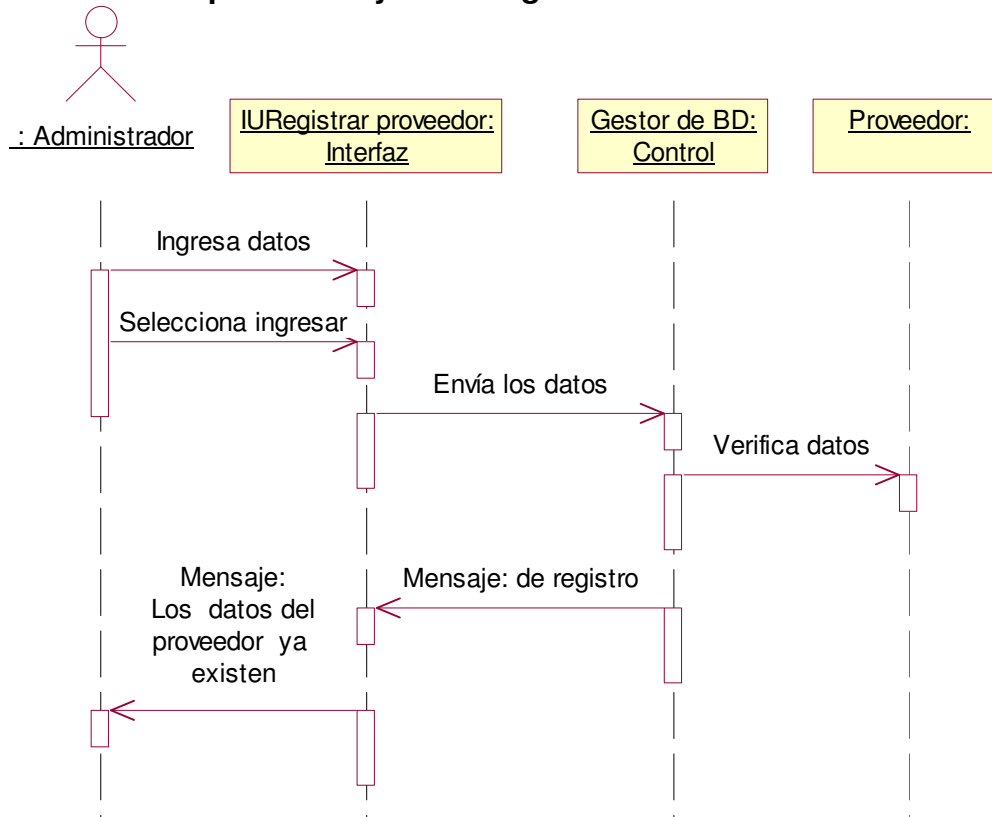 : Administrador
IURegistrar proveedor:
Interfaz
Gestor de BD:
Control
Proveedor:
Ingresa datos
Selecciona ingresar
Envía los datos
Verifica datos
Mensaje: de registro
Mensaje:
Los datos del
proveedor ya
existen